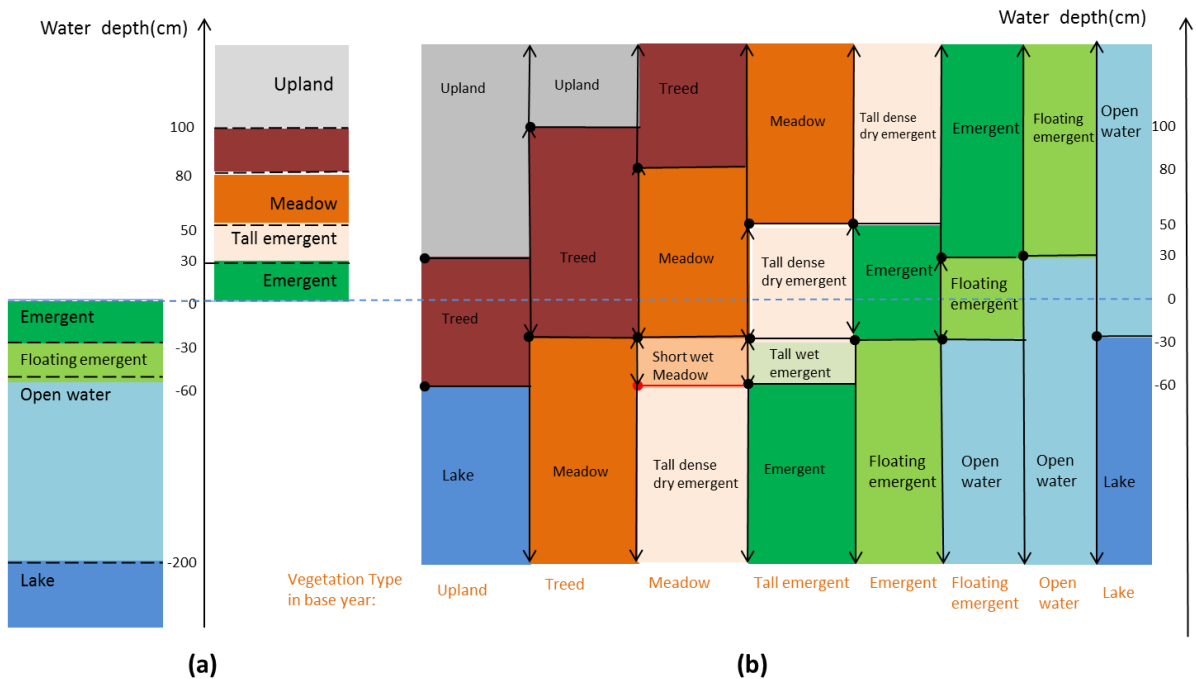 Water depth(cm)
Upland
100
80
Meadow
50
Tall emergent
30
Emergent
0
Emergent
-30
Floating emergent
-60
Open water
-200
Lake
(a)
Water depth(cm)
Upland
Upland
Treed
Meadow
Tall dense
dry emergent
Emergent
Floating
emergent
Open
water
100
80
50
30
0
-30
-60
Treed
Treed
Meadow
Tall dense
dry emergent
Emergent
Floating
emergent
Short wet
Meadow
Tall wet
emergent
Lake
Meadow
Tall dense
dry emergent
Emergent
Floating
emergent
Open
water
Open
water
Lake
Vegetation Type
in base year:
Upland
Treed
Meadow
Tall emergent
Emergent
Floating
emergent
Open
water
Lake
(b)